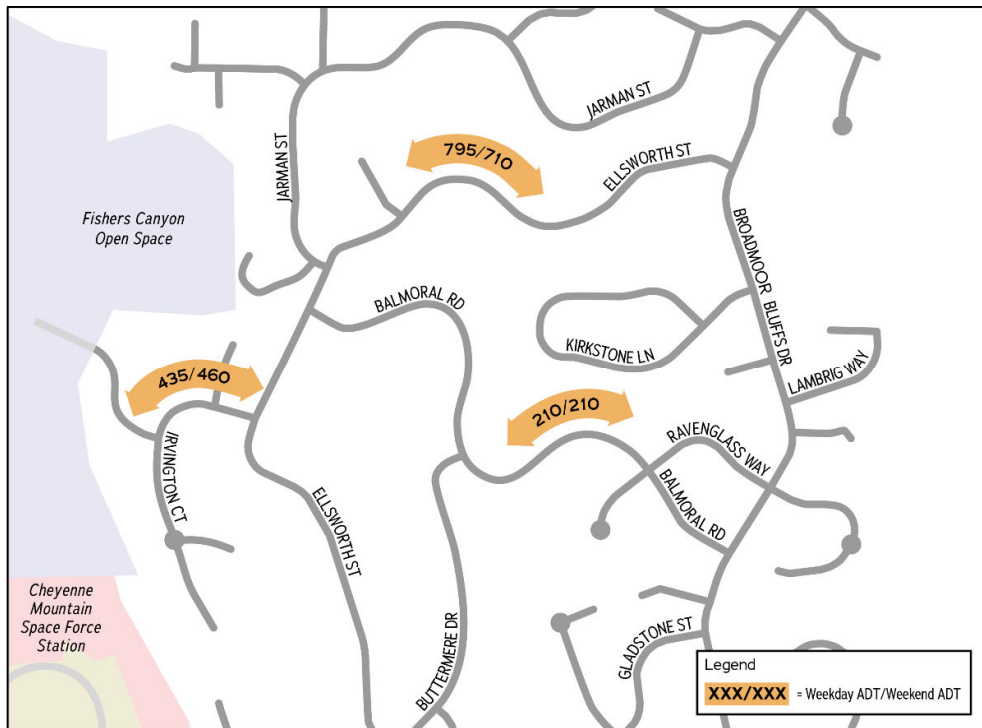 JARMAN ST
JARMAN ST
795/710
ELLSWORTH ST
Fishers Canyon
Open Space
BROADMOOR BLUFFS DR
BALMORAL RD
KIRKSTONE LN
435/460
LAMBRIG WAY
210/210
RAVENGLASS WAY
IRVINGTON CT
BALMORAL RD
ELLSWORTH ST
Cheyenne
Mountain
Space Force
Station
BUTTERMERE DR
GLADSTONE ST
Legend
XXX/XXX = Weekday ADT/Weekend ADT